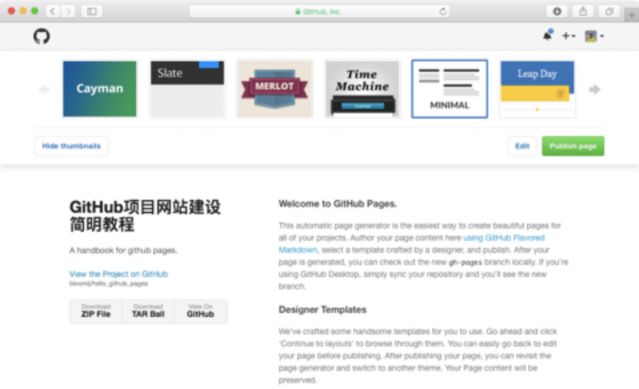 GitHub, Inc.
Cayman
Slate
MERLOT
Time
Machine
MINIMAL
Leap Day
Hide thumbnails
Edit
Publish page
GitHub项目网站建设
简明教程
A handbook for github pages.
View the Project on GitHub
Download
ZIP File
Download
TAR Ball
View On
GitHub
Welcome to GitHub Pages.
This automatic page generator is the easiest way to create beautiful pages for
all of your projects. Author your page content here using GitHub Flavored
Markdown, select a template crafted by a designer, and publish. After your
page is generated, you can check out the new gh-pages branch locally. If you're
using GitHub Desktop, simply sync your repository and you'll see the new
branch.
Designer Templates
We've crafted some handsome templates for you to use. Go ahead and click
'Continue to layouts' to browse through them. You can easily go back to edit
your page before publishing. After publishing your page, you can revisit the
page generator and switch to another theme. Your Page content will be
preserved.